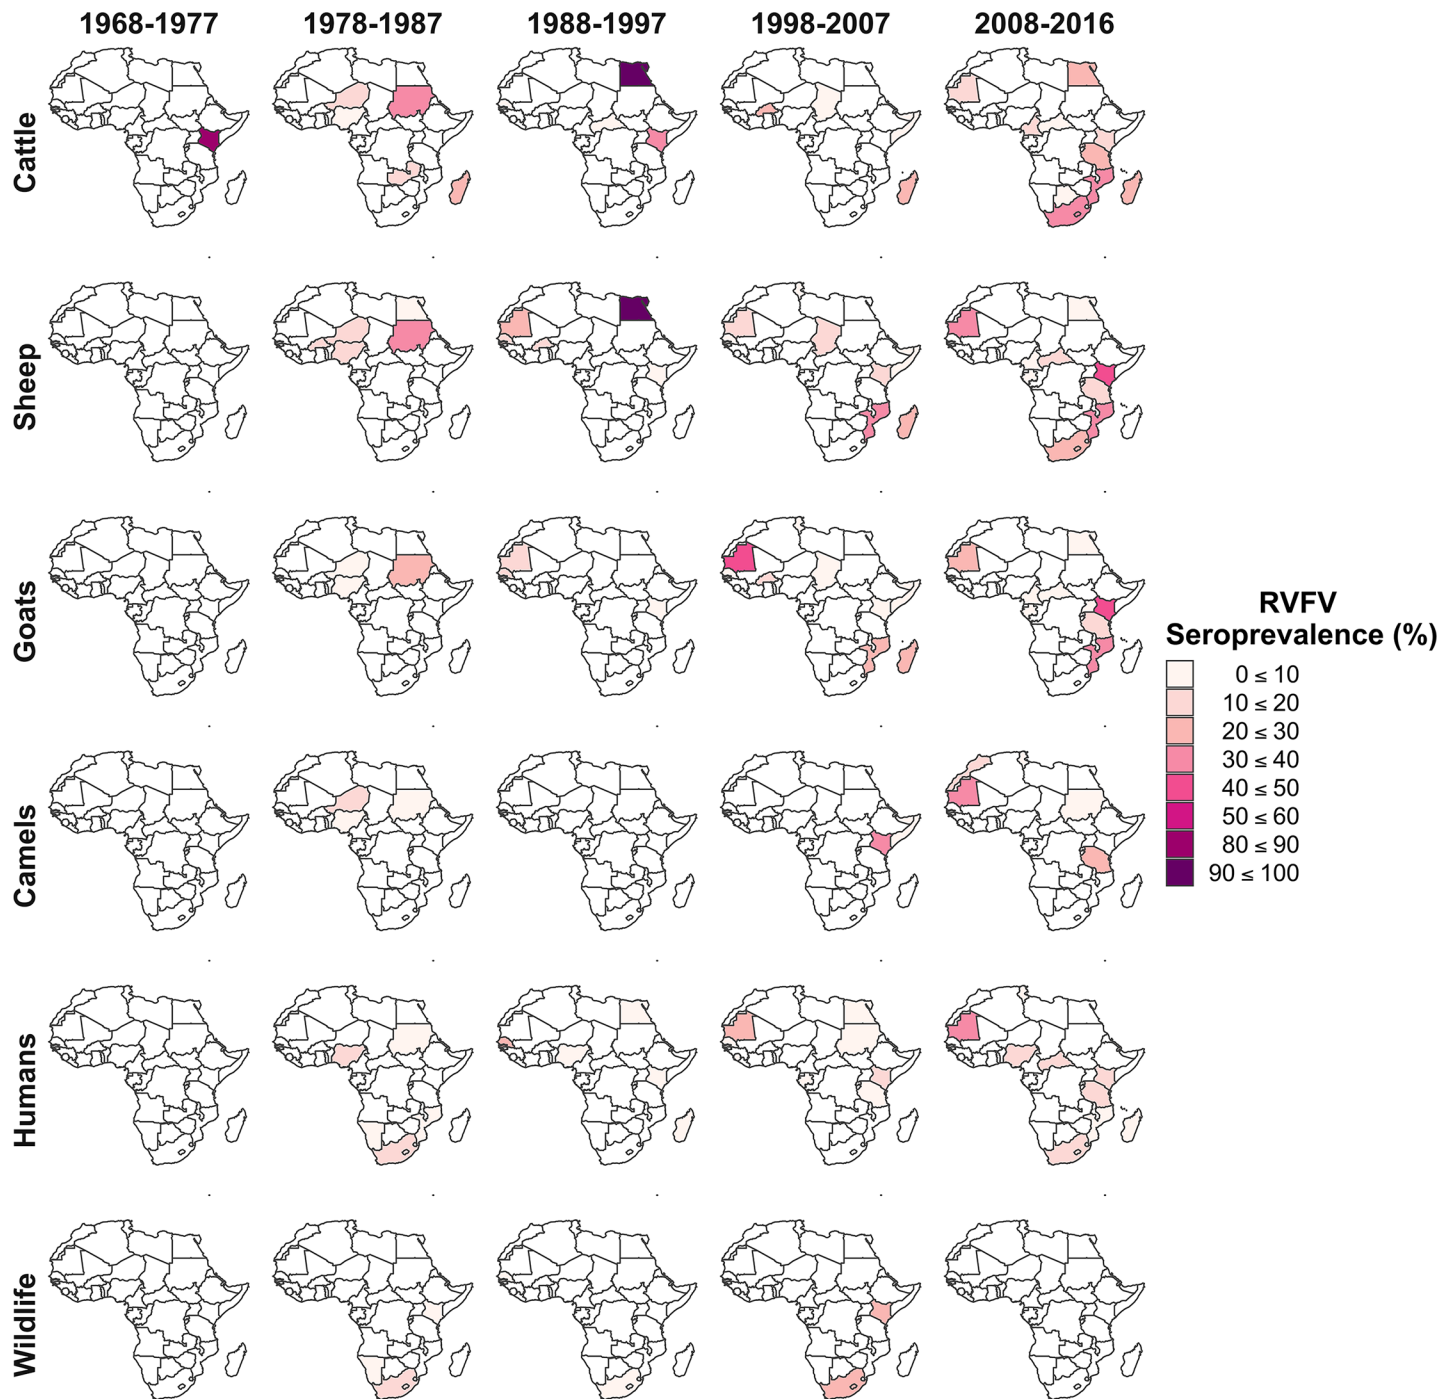 1968-1977 1978-1987 1988-1997 1998-2007 2008-2016
Cattle
Sheep
Goats
Camels
Humans
Wildlife
RVFV
Seroprevalence (%)
0 ≤ 10
10 ≤ 20
20 ≤ 30
30 ≤ 40
40 ≤ 50
50 ≤ 60
80 ≤ 90
90 ≤ 100